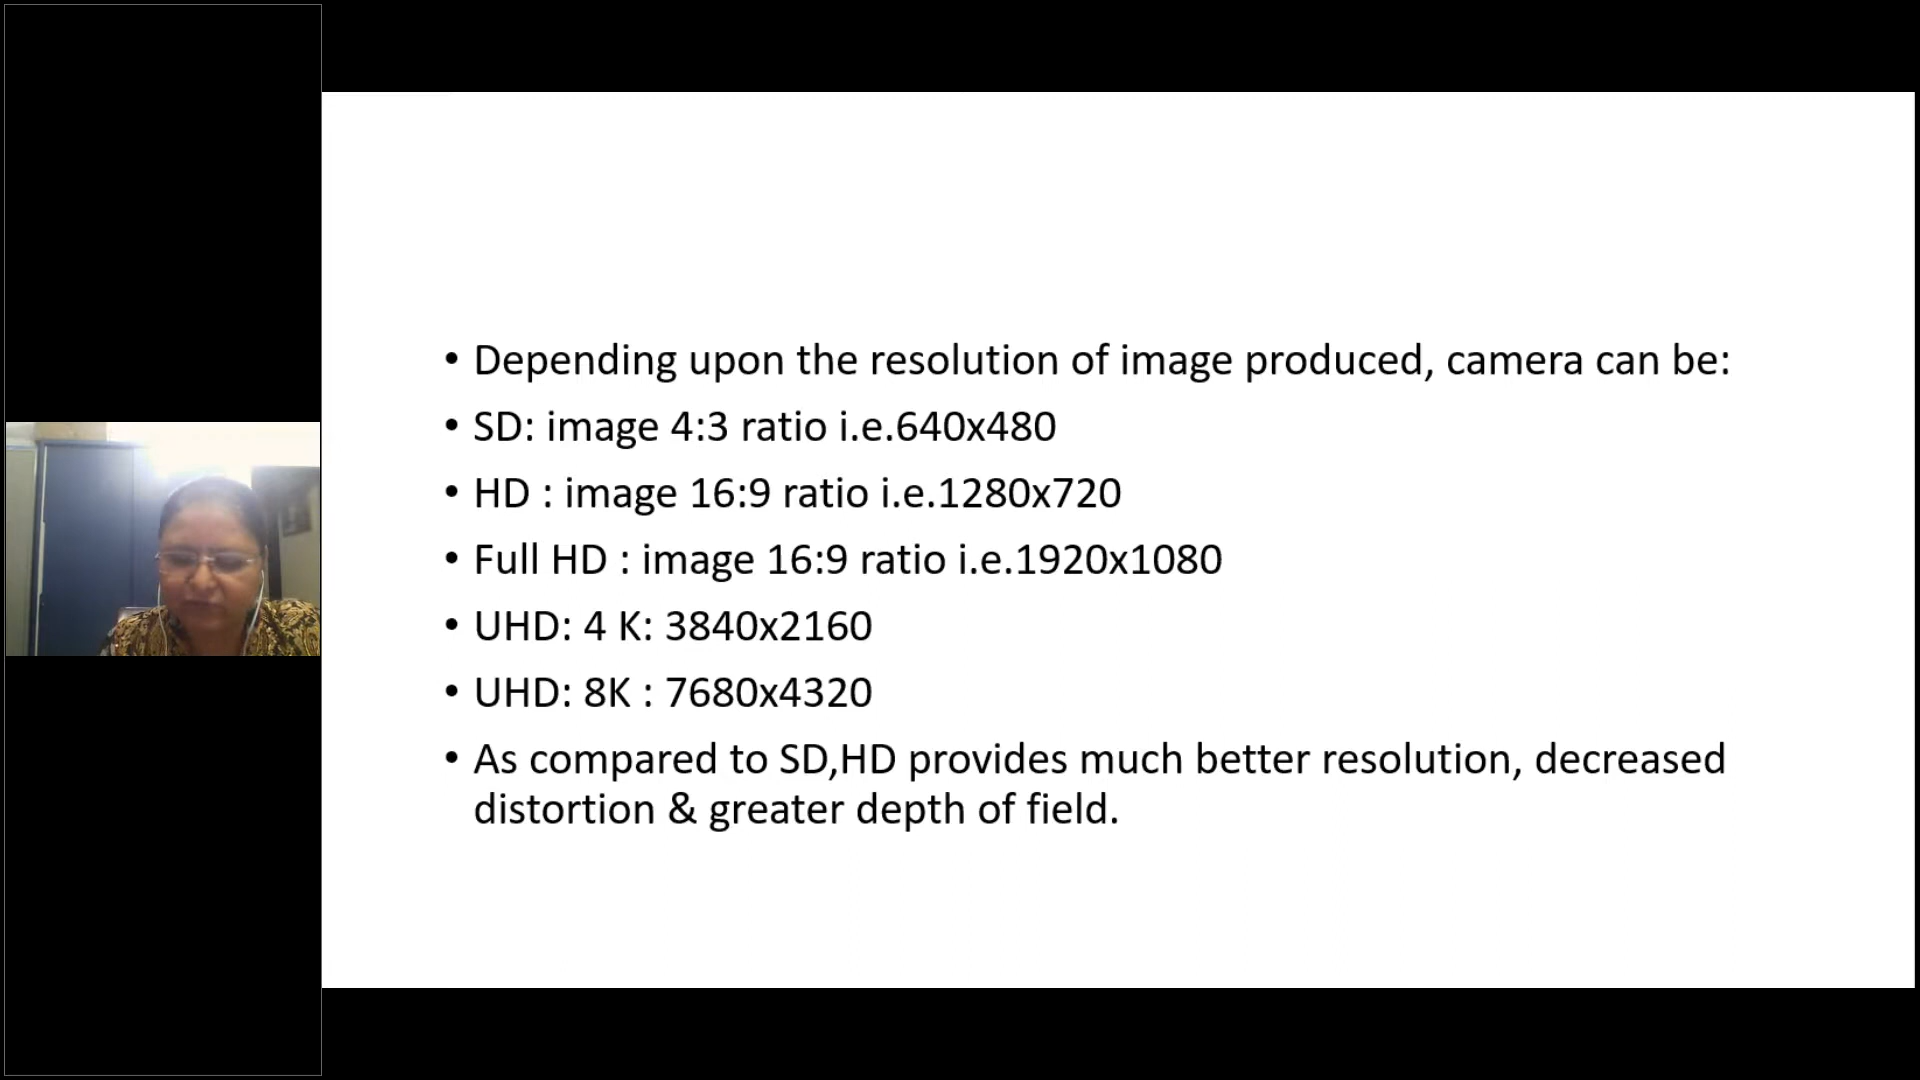 • Depending upon the resolution of image produced, camera can be:
• SD: image 4:3 ratio i.e.640x480
• HD : image 16:9 ratio i.e.1280x720
• Full HD : image 16:9 ratio i.e.1920x1080
• UHD: 4 K: 3840x2160
• UHD: 8K : 7680x4320
• As compared to SD,HD provides much better resolution, decreased
distortion & greater depth of field.